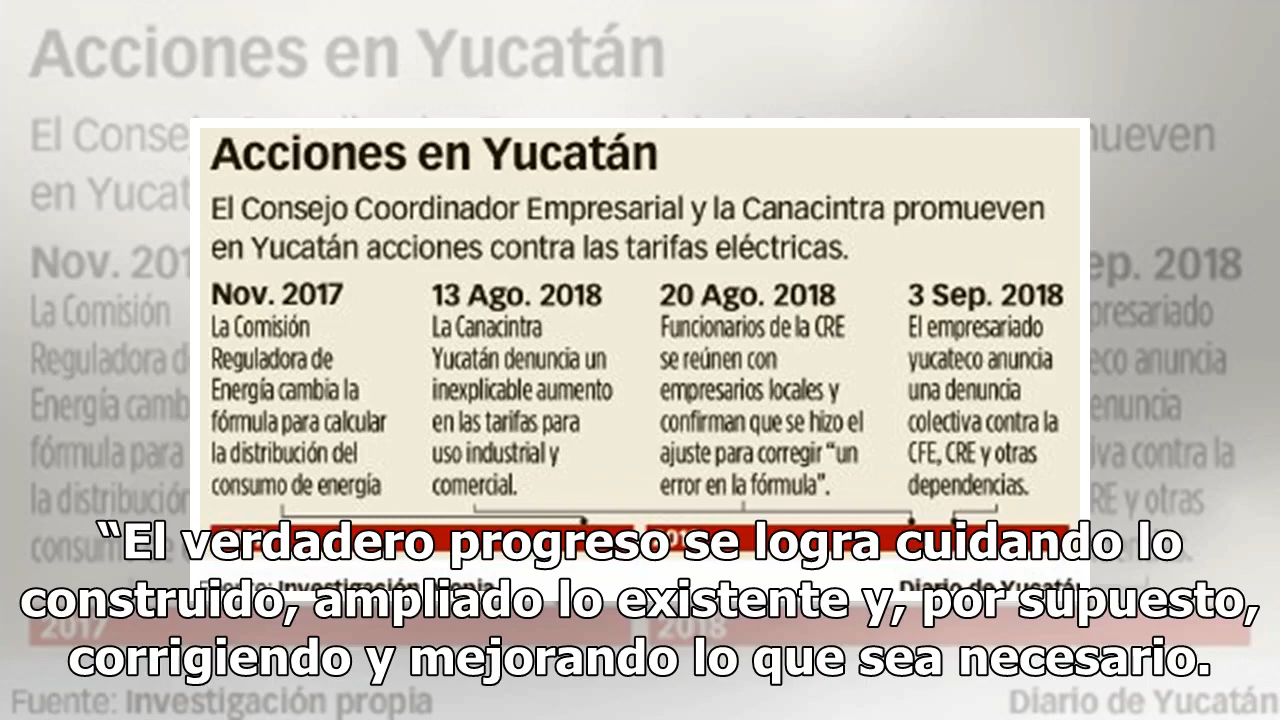 Acciones en Yucatán
El Consejo Coordinador Empresarial y la Canacintra promueven
en Yucatán acciones contra las tarifas eléctricas.
Nov. 2017
La Comisión
Reguladora de
Energía cambia la
fórmula para calcular
la distribución del
consumo de energía
13 Ago. 2018
La Canacintra
Yucatán denuncia un
inexplicable aumento
en las tarifas para
uso industrial y
comercial.
20 Ago. 2018
Funcionarios de la CRE
se reúnen con
empresarios locales y
confirman que se hizo el
ajuste para corregir “un
error en la fórmula”.
3 Sep. 2018
El empresariado
yucateco anuncia
una denuncia
colectiva contra la
CFE, CRE y otras
dependencias.
“El verdadero progreso se logra cuidando lo
construido, ampliado lo existente y, por supuesto,
corrigiendo y mejorando lo que sea necesario.
2017 2018
Fuente: Investigación propia Diario de Yucatán